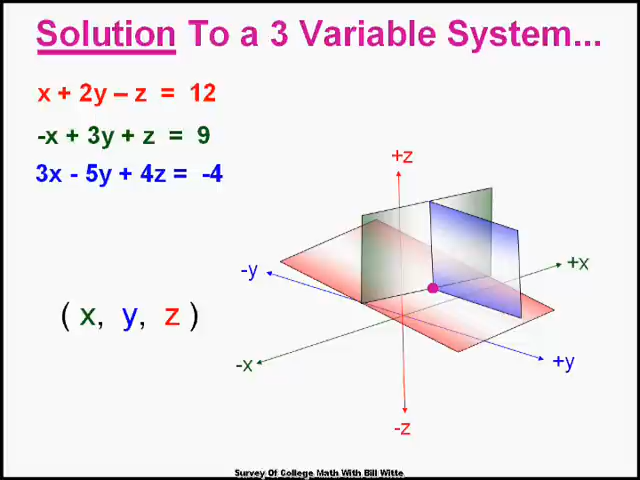 Solution To a 3 Variable System...
x + 2y – z = 12
-x + 3y + z = 9
3x - 5y + 4z = -4
+z
-y
+x
( x, y, z )
-x
+y
-z
Survey Of College Math With Bill Witte